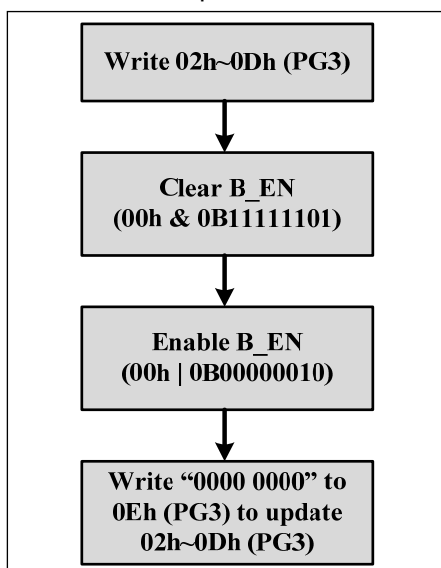 Write 02h~0Dh (PG3)
Clear B_EN
(00h & 0B11111101)
Enable B_EN
(00h | 0B00000010)
Write “0000 0000” to
0Eh (PG3) to update
02h~0Dh (PG3)